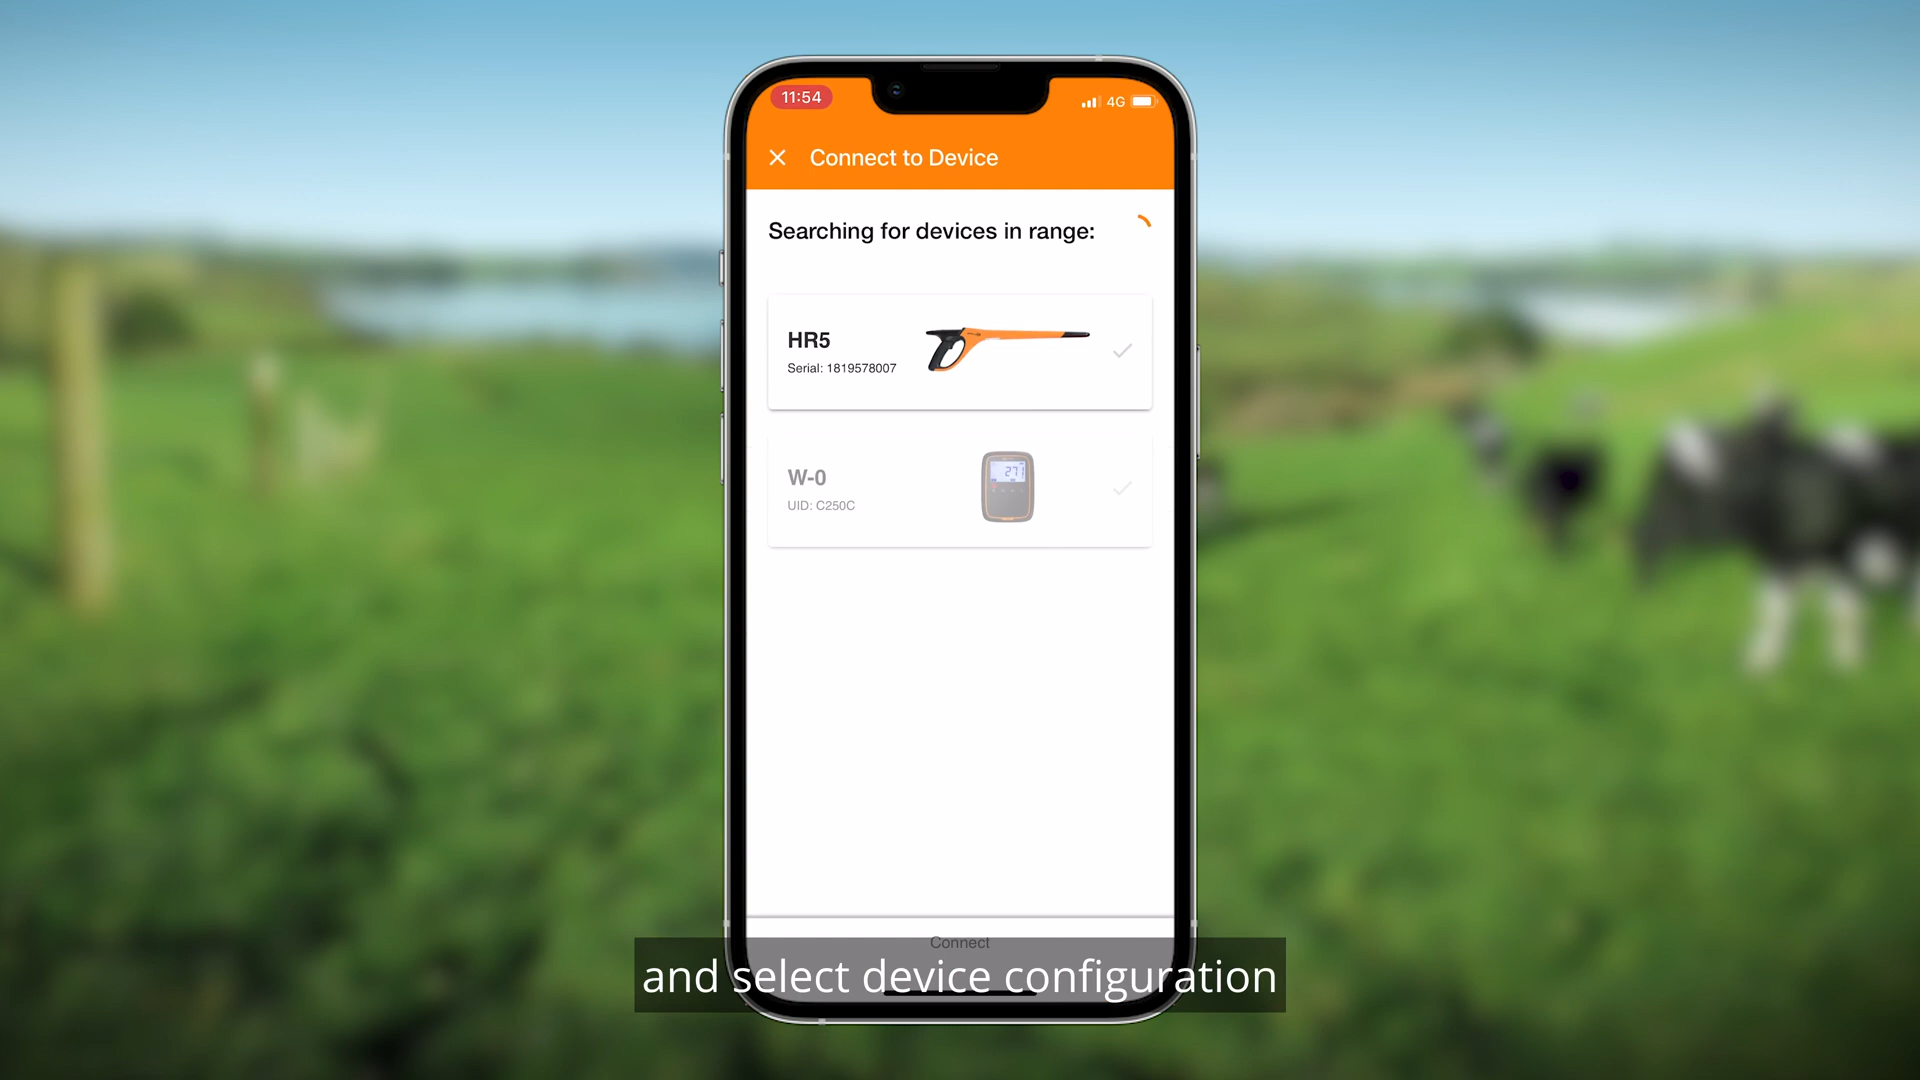 11:54
4G
Connect to Device
Searching for devices in range:
HR5
Serial: 1819578007
W-0
UID: C250C
271
Connect
and select device configuration